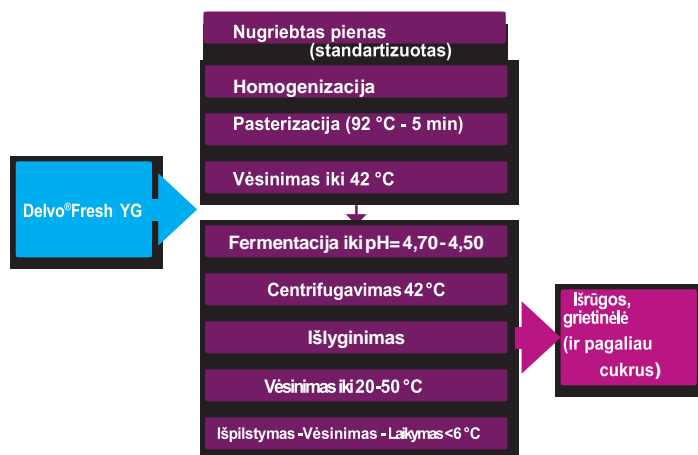 Nugriebtas pienas
(standartizuotas)
Homogenizacija
Pasterizacija (92 °C - 5 min)
Vėsinimas iki 42 °C
Delvo®Fresh YG
Fermentacija iki pH= 4,70 - 4,50
Centrifugavimas 42 °C
Išlyginimas
Vėsinimas iki 20-50 °C
Išpilstymas -Vėsinimas - Laikymas <6 °C
Išrūgos,
grietinėlė
(ir pagaliau
cukrus)